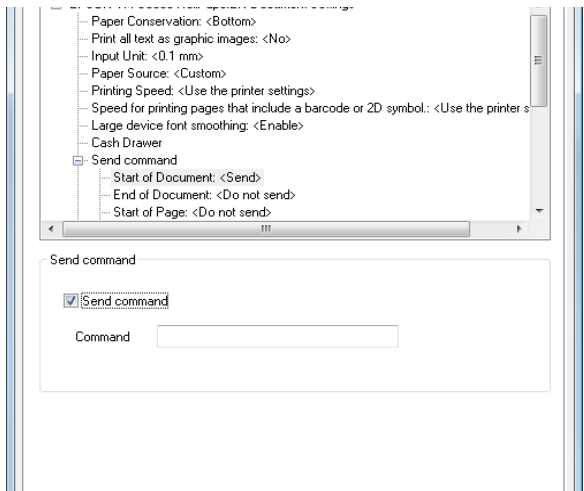 Document Settings
Paper Conservation: <Bottom>
Print all text as graphic images: <No>
Input Unit: <0.1 mm>
Paper Source: <Custom>
Printing Speed: <Use the printer settings>
Speed for printing pages that include a barcode or 2D symbol.: <Use the printer s
Large device font smoothing: <Enable>
Cash Drawer
Send command
Start of Document: <Send>
End of Document: <Do not send>
Start of Page: <Do not send>
Send command
Send command
Command